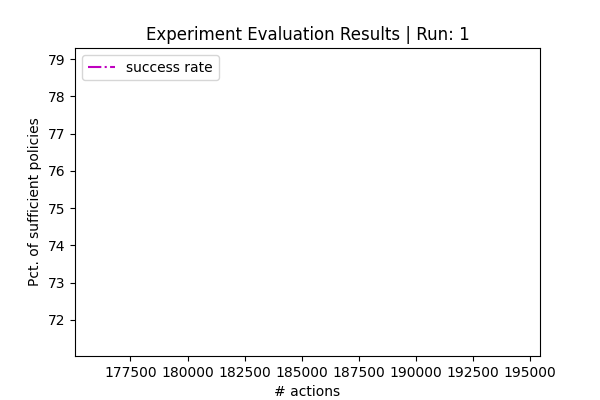 Experiment Evaluation Results | Run: 1
success rate
Pct. of sufficient policies
79
78
77
76
75
74
73
72
177500 180000 182500 185000 187500 190000 192500 195000
# actions